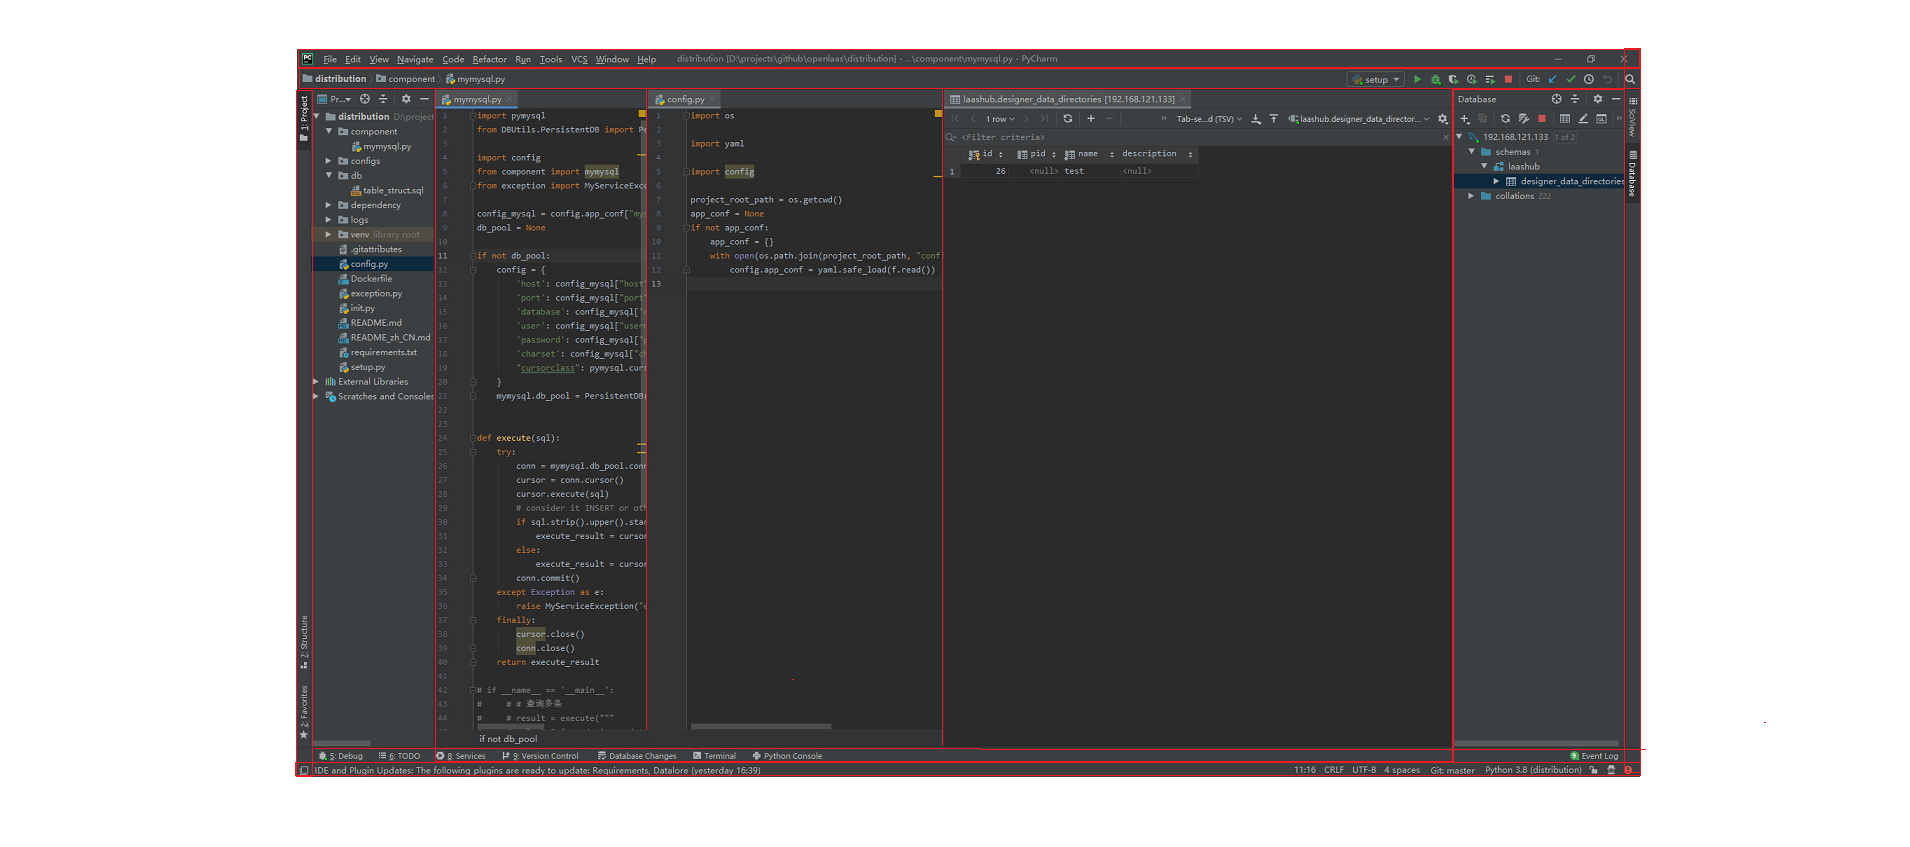 File Edit View Navigate Code Refactor Run Tools VCS Window Help distribution [D:\projects\github\openlaas\distribution] - ...\component\mymysql.py - PyCharm
distribution component mymysql.py setup Git:
1: Project
Pr...
distribution D:\project
component
mymysql.py
configs
db
table_struct.sql
dependency
logs
venv library root
.gitattributes
config.py
Dockerfile
exception.py
init.py
README.md
README_zh_CN.md
requirements.txt
setup.py
External Libraries
Scratches and Consoles
7: Structure
2: Favorites
mymysql.py
1 import pymysql
2 from DBUtils.PersistentDB import Pe
3
4 import config
5 from component import mymysql
6 from exception import MyServiceExce
7
8 config_mysql = config.app_conf["mys
9 db_pool = None
10
11 if not db_pool:
12 config = {
13 'host': config_mysql["host"
14 'port': config_mysql["port"
15 'database': config_mysql["d
16 'user': config_mysql["usern
17 'password': config_mysql["p
18 'charset': config_mysql["ch
19 "cursorclass": pymysql.curs
20 }
21 mymysql.db_pool = PersistentDB(
22
23
24 def execute(sql):
25 try:
26 conn = mymysql.db_pool.conn
27 cursor = conn.cursor()
28 cursor.execute(sql)
29 # consider it INSERT or oth
30 if sql.strip().upper().star
31 execute_result = cursor
32 else:
33 execute_result = cursor
34 conn.commit()
35 except Exception as e:
36 raise MyServiceException("e
37 finally:
38 cursor.close()
39 conn.close()
40 return execute_result
41
42 # if __name__ == '__main__':
43 # # # 查询多条
44 # # result = execute("""
if not db_pool
config.py
1 import os
2
3 import yaml
4
5 import config
6
7 project_root_path = os.getcwd()
8 app_conf = None
9 if not app_conf:
10 app_conf = {}
11 with open(os.path.join(project_root_path, "conf
12 config.app_conf = yaml.safe_load(f.read())
13
laashub.designer_data_directories [192.168.121.133]
1 row Tab-se...d (TSV) laashub.designer_data_director...
<Filter criteria>
id pid name description
1 26 <null> test <null>
Database
192.168.121.133 1 of 2
schemas 1
laashub
designer_data_directories
collations 222
SciView
Database
5: Debug 6: TODO 8: Services 9: Version Control Database Changes Terminal Python Console 9 Event Log
IDE and Plugin Updates: The following plugins are ready to update: Requirements, Datalore (yesterday 16:39) 11:16 CRLF UTF-8 4 spaces Git: master Python 3.8 (distribution)